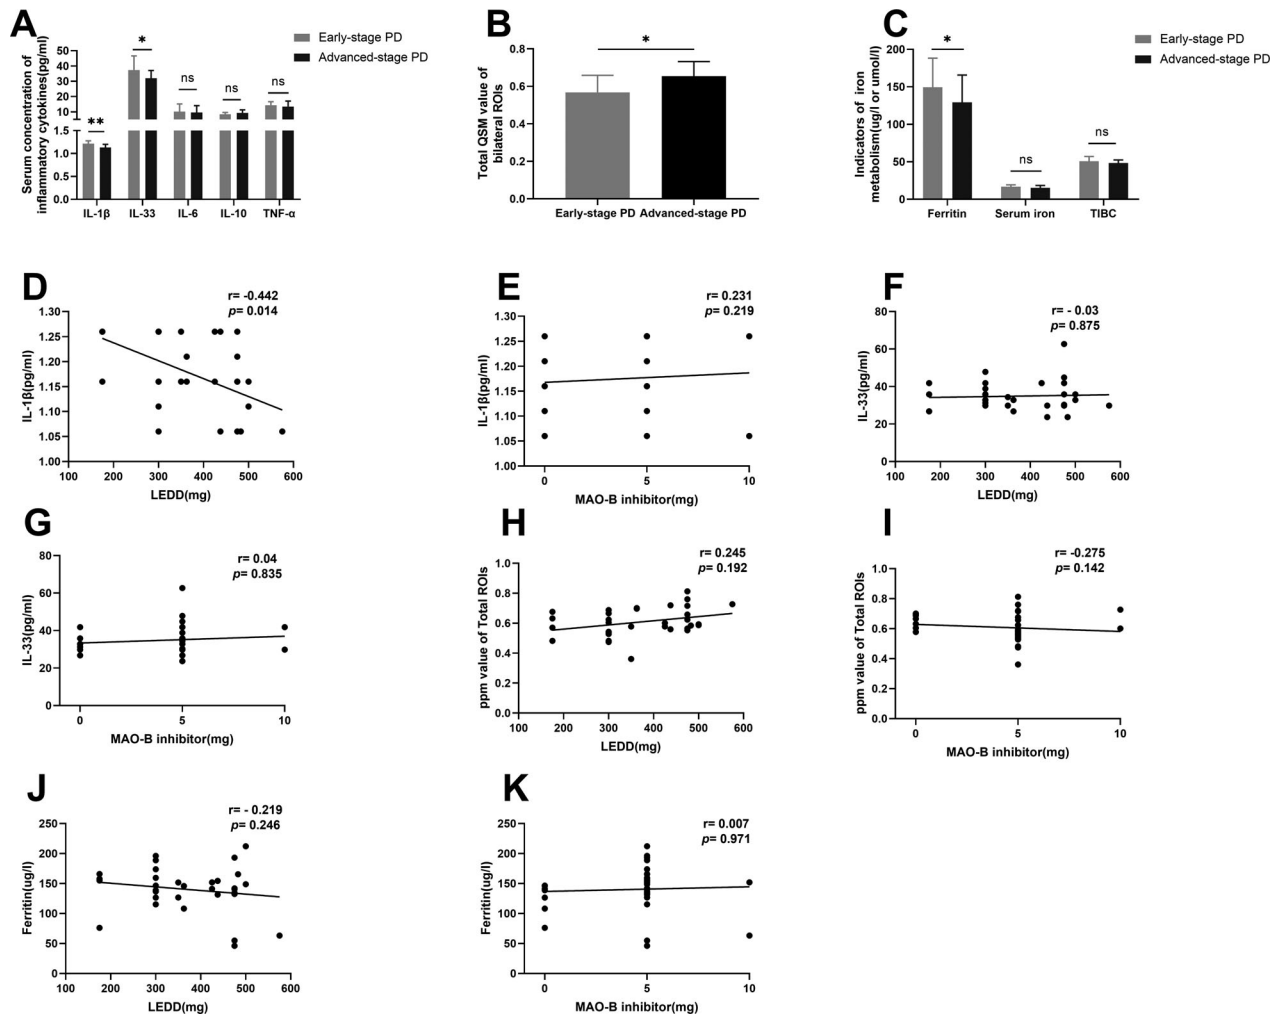 A
Serum concentration of
inflammatory cytokines(pg/ml)
50
40
30
20
10
1.5
1.0
0.5
0.0
**
*
ns
ns
ns
IL-1β
IL-33
IL-6
IL-10
TNF-α
Early-stage PD
Advanced-stage PD
B
Total QSM value of
bilateral ROIs
0.8
0.6
0.4
0.2
0.0
*
Early-stage PD
Advanced-stage PD
C
Indicators of iron
metabolism(ug/l or umol/l)
200
150
100
50
0
*
ns
ns
Ferritin
Serum iron
TIBC
Early-stage PD
Advanced-stage PD
D
r= -0.442
p= 0.014
IL-1β(pg/ml)
1.30
1.25
1.20
1.15
1.10
1.05
1.00
100 200 300 400 500 600
LEDD(mg)
E
r= 0.231
p= 0.219
IL-1β(pg/ml)
1.30
1.25
1.20
1.15
1.10
1.05
1.00
0 5 10
MAO-B inhibitor(mg)
F
r= - 0.03
p= 0.875
IL-33(pg/ml)
80
60
40
20
0
100 200 300 400 500 600
LEDD(mg)
G
r= 0.04
p= 0.835
IL-33(pg/ml)
80
60
40
20
0
0 5 10
MAO-B inhibitor(mg)
H
r= 0.245
p= 0.192
ppm value of Total ROIs
1.0
0.8
0.6
0.4
0.2
0.0
100 200 300 400 500 600
LEDD(mg)
I
r= -0.275
p= 0.142
ppm value of Total ROIs
1.0
0.8
0.6
0.4
0.2
0.0
0 5 10
MAO-B inhibitor(mg)
J
r= - 0.219
p= 0.246
Ferritin(ug/l)
250
200
150
100
50
0
100 200 300 400 500 600
LEDD(mg)
K
r= 0.007
p= 0.971
Ferritin(ug/l)
250
200
150
100
50
0
0 5 10
MAO-B inhibitor(mg)